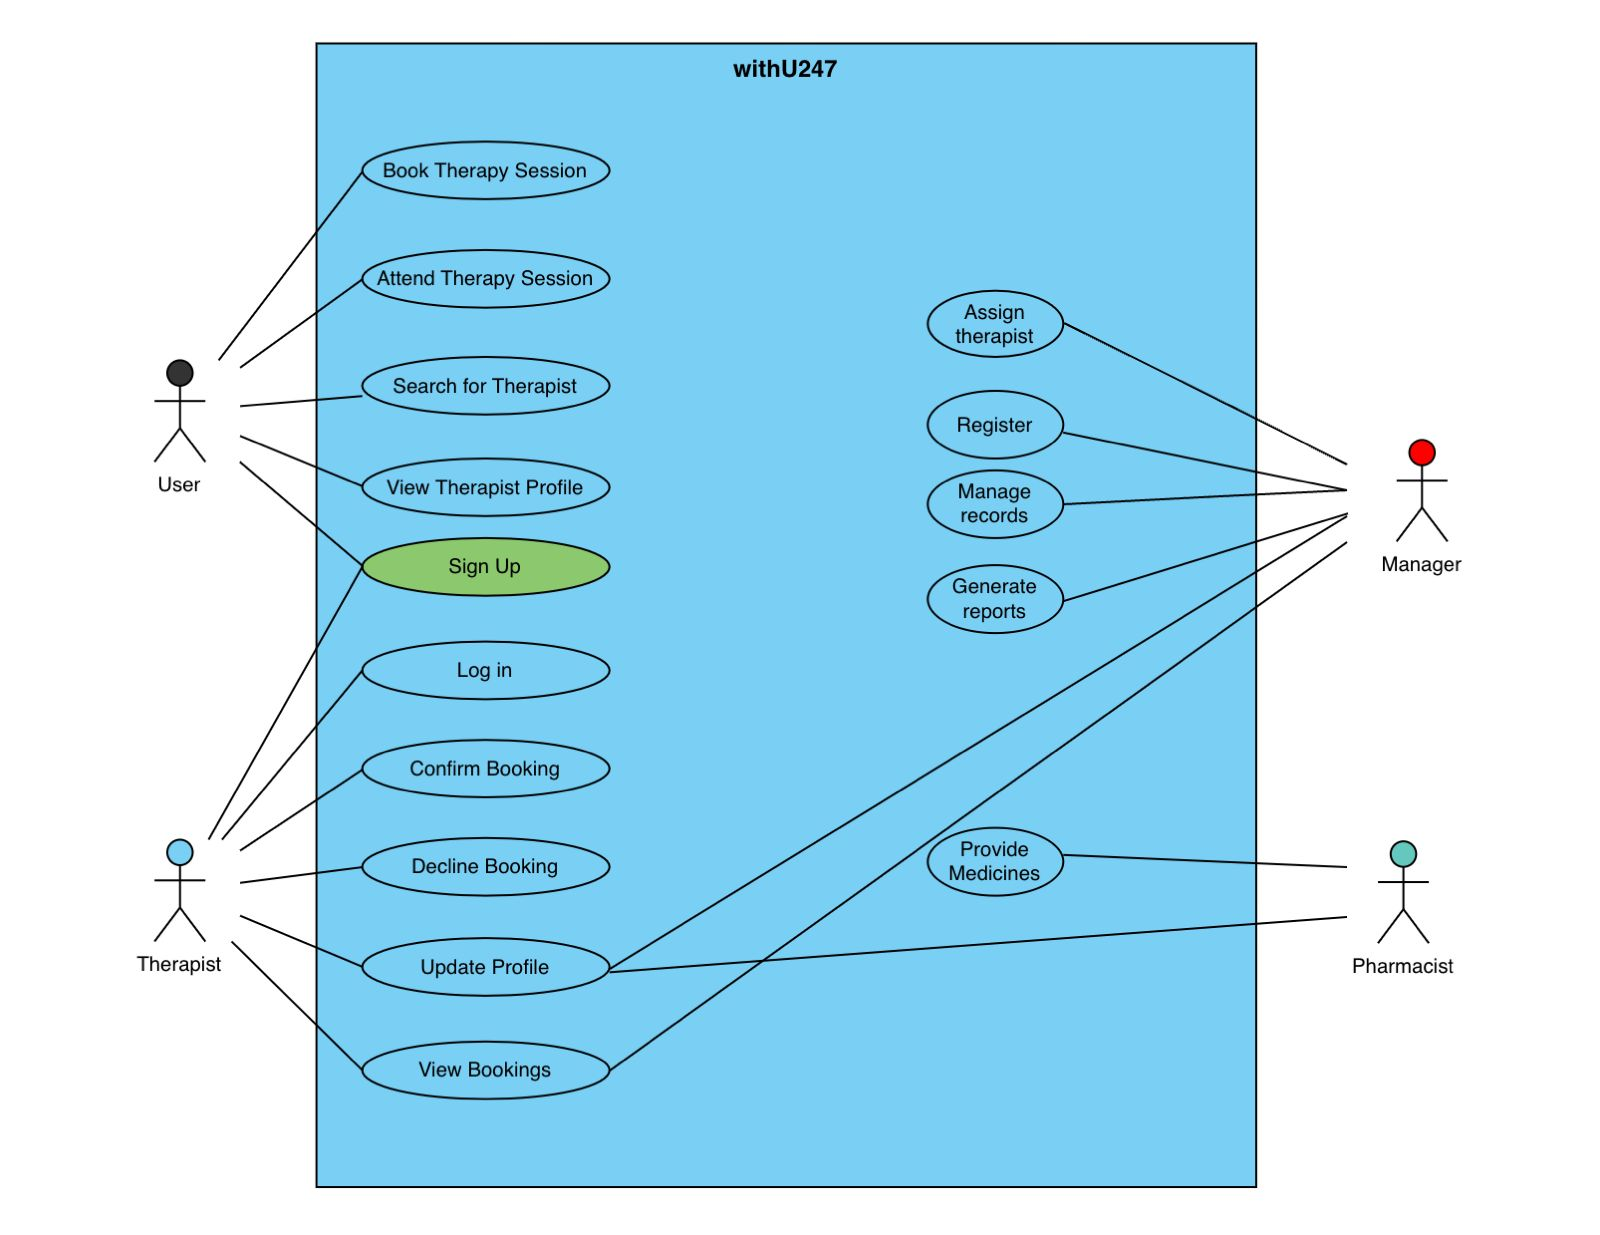 withU247
Book Therapy Session
Attend Therapy Session
Search for Therapist
View Therapist Profile
Sign Up
Log in
Confirm Booking
Decline Booking
Update Profile
View Bookings
Assign
therapist
Register
Manage
records
Generate
reports
Provide
Medicines
User
Therapist
Manager
Pharmacist